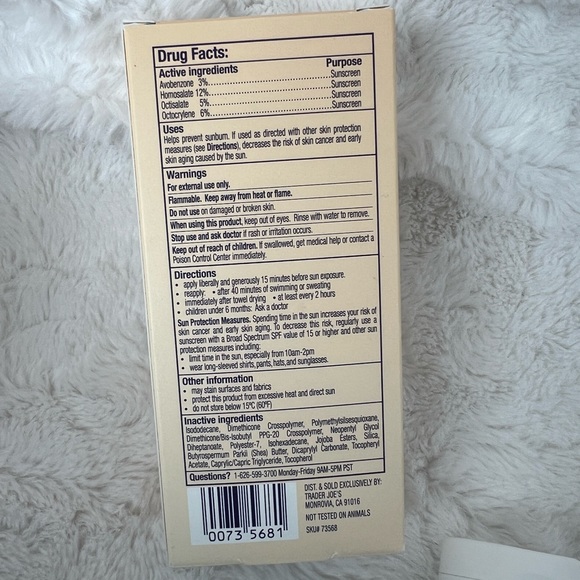 Drug Facts:
Active ingredients Purpose
Avobenzone 3%..........................................Sunscreen
Homosalate 12%..........................................Sunscreen
Octisalate 5%..........................................Sunscreen
Octocrylene 6%..........................................Sunscreen
Uses
Helps prevent sunburn. If used as directed with other skin protection
measures (see Directions), decreases the risk of skin cancer and early
skin aging caused by the sun.
Warnings
For external use only.
Flammable. Keep away from heat or flame.
Do not use on damaged or broken skin.
When using this product, keep out of eyes. Rinse with water to remove.
Stop use and ask doctor if rash or irritation occurs.
Keep out of reach of children. If swallowed, get medical help or contact a
Poison Control Center immediately.
Directions
• apply liberally and generously 15 minutes before sun exposure.
• reapply: • after 40 minutes of swimming or sweating
• immediately after towel drying • at least every 2 hours
• children under 6 months: Ask a doctor
Sun Protection Measures. Spending time in the sun increases your risk of
skin cancer and early skin aging. To decrease this risk, regularly use a
sunscreen with a Broad Spectrum SPF value of 15 or higher and other sun
protection measures including:
• limit time in the sun, especially from 10am-2pm
• wear long-sleeved shirts, pants, hats, and sunglasses.
Other information
• may stain surfaces and fabrics
• protect this product from excessive heat and direct sun
• do not store below 15ºC (60ºF)
Inactive ingredients
Isododecane, Dimethicone Crosspolymer, Polymethylsilsesquioxane,
Dimethicone/Bis-Isobutyl PPG-20 Crosspolymer, Neopentyl Glycol
Diheptanoate, Polyester-7, Isohexadecane, Jojoba Esters, Silica,
Butyrospermum Parkii (Shea) Butter, Dicaprylyl Carbonate, Tocopheryl
Acetate, Caprylic/Capric Triglyceride, Tocopherol
Questions? 1-626-599-3700 Monday-Friday 9AM-5PM PST
DIST. & SOLD EXCLUSIVELY BY:
TRADER JOE'S
MONROVIA, CA 91016
NOT TESTED ON ANIMALS
SKU# 73568
0073 5681